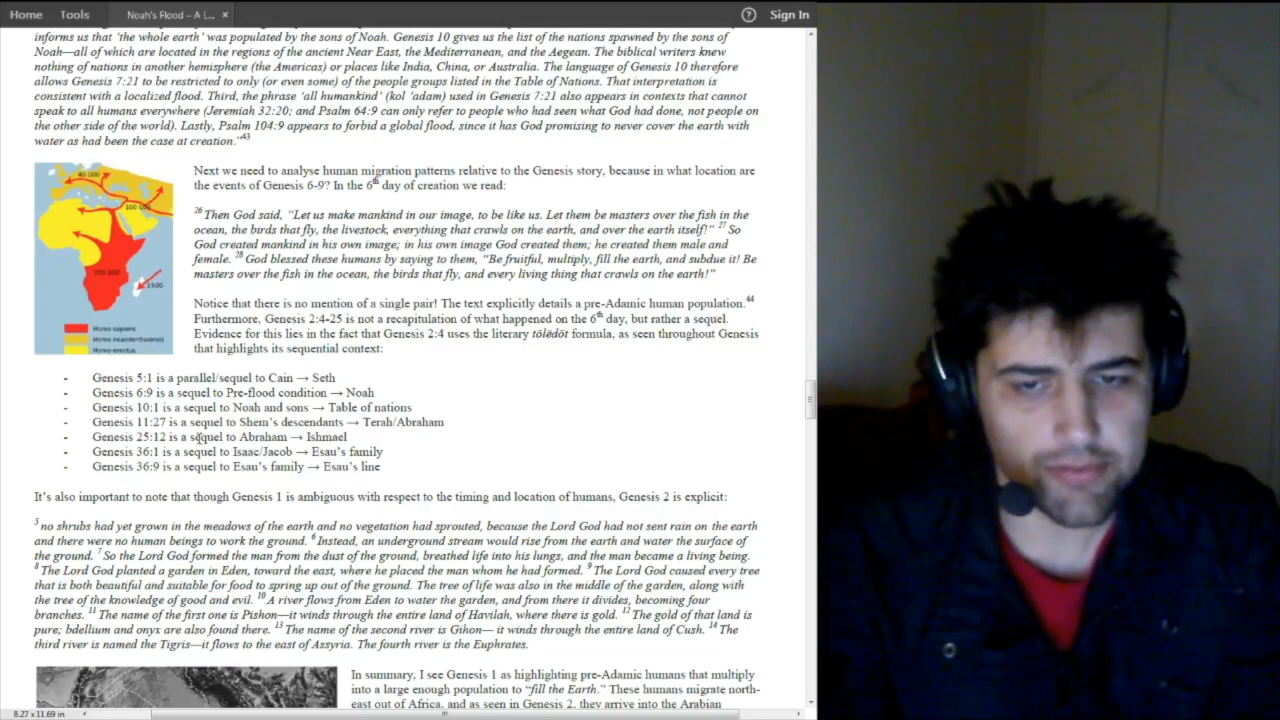 Home Tools Noah's Flood – A L... × ? Sign In
informs us that 'the whole earth' was populated by the sons of Noah. Genesis 10 gives us the list of the nations spawned by the sons of
Noah—all of which are located in the regions of the ancient Near East, the Mediterranean, and the Aegean. The biblical writers knew
nothing of nations in another hemisphere (the Americas) or places like India, China, or Australia. The language of Genesis 10 therefore
allows Genesis 7:21 to be restricted to only (or even some) of the people groups listed in the Table of Nations. That interpretation is
consistent with a localized flood. Third, the phrase 'all humankind' (kol 'adam) used in Genesis 7:21 also appears in contexts that cannot
speak to all humans everywhere (Jeremiah 32:20; and Psalm 64:9 can only refer to people who had seen what God had done, not people on
the other side of the world). Lastly, Psalm 104:9 appears to forbid a global flood, since it has God promising to never cover the earth with
water as had been the case at creation."43
40 000
100 000
200 000
1500
Homo sapiens
Homo neanderthalensis
Homo erectus
Next we need to analyse human migration patterns relative to the Genesis story, because in what location are
the events of Genesis 6-9? In the 6th day of creation we read:
26 Then God said, "Let us make mankind in our image, to be like us. Let them be masters over the fish in the
ocean, the birds that fly, the livestock, everything that crawls on the earth, and over the earth itself!" 27 So
God created mankind in his own image; in his own image God created them; he created them male and
female. 28 God blessed these humans by saying to them, "Be fruitful, multiply, fill the earth, and subdue it! Be
masters over the fish in the ocean, the birds that fly, and every living thing that crawls on the earth!"
Notice that there is no mention of a single pair! The text explicitly details a pre-Adamic human population.44
Furthermore, Genesis 2:4-25 is not a recapitulation of what happened on the 6th day, but rather a sequel.
Evidence for this lies in the fact that Genesis 2:4 uses the literary tōlēdōt formula, as seen throughout Genesis
that highlights its sequential context:
- Genesis 5:1 is a parallel/sequel to Cain → Seth
- Genesis 6:9 is a sequel to Pre-flood condition → Noah
- Genesis 10:1 is a sequel to Noah and sons → Table of nations
- Genesis 11:27 is a sequel to Shem's descendants → Terah/Abraham
- Genesis 25:12 is a sequel to Abraham → Ishmael
- Genesis 36:1 is a sequel to Isaac/Jacob → Esau's family
- Genesis 36:9 is a sequel to Esau's family → Esau's line
It's also important to note that though Genesis 1 is ambiguous with respect to the timing and location of humans, Genesis 2 is explicit:
5 no shrubs had yet grown in the meadows of the earth and no vegetation had sprouted, because the Lord God had not sent rain on the earth
and there were no human beings to work the ground. 6 Instead, an underground stream would rise from the earth and water the surface of
the ground. 7 So the Lord God formed the man from the dust of the ground, breathed life into his lungs, and the man became a living being.
8 The Lord God planted a garden in Eden, toward the east, where he placed the man whom he had formed. 9 The Lord God caused every tree
that is both beautiful and suitable for food to spring up out of the ground. The tree of life was also in the middle of the garden, along with
the tree of the knowledge of good and evil. 10 A river flows from Eden to water the garden, and from there it divides, becoming four
branches. 11 The name of the first one is Pishon—it winds through the entire land of Havilah, where there is gold. 12 The gold of that land is
pure; bdellium and onyx are also found there. 13 The name of the second river is Gihon— it winds through the entire land of Cush. 14 The
third river is named the Tigris—it flows to the east of Assyria. The fourth river is the Euphrates.
In summary, I see Genesis 1 as highlighting pre-Adamic humans that multiply
into a large enough population to "fill the Earth." These humans migrate north-
east out of Africa, and as seen in Genesis 2, they arrive into the Arabian
8.27 x 11.69 in